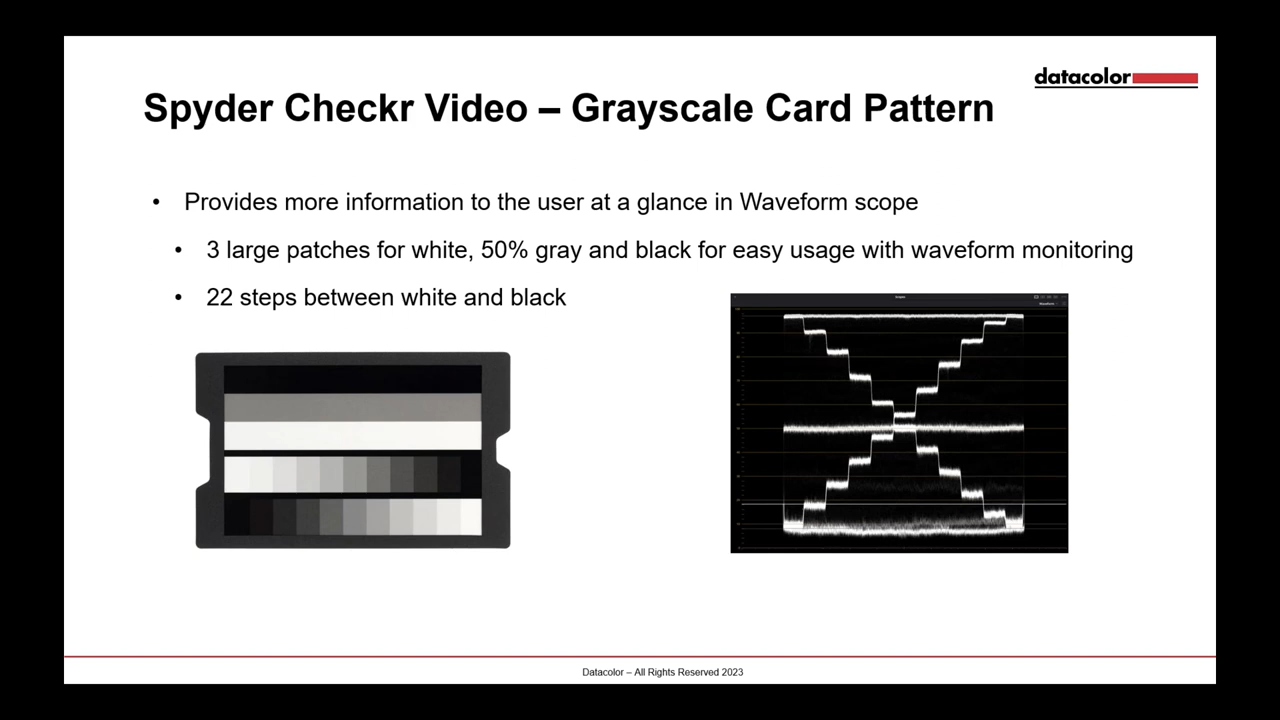 datacolor
Spyder Checkr Video – Grayscale Card Pattern
• Provides more information to the user at a glance in Waveform scope
• 3 large patches for white, 50% gray and black for easy usage with waveform monitoring
• 22 steps between white and black
Datacolor – All Rights Reserved 2023